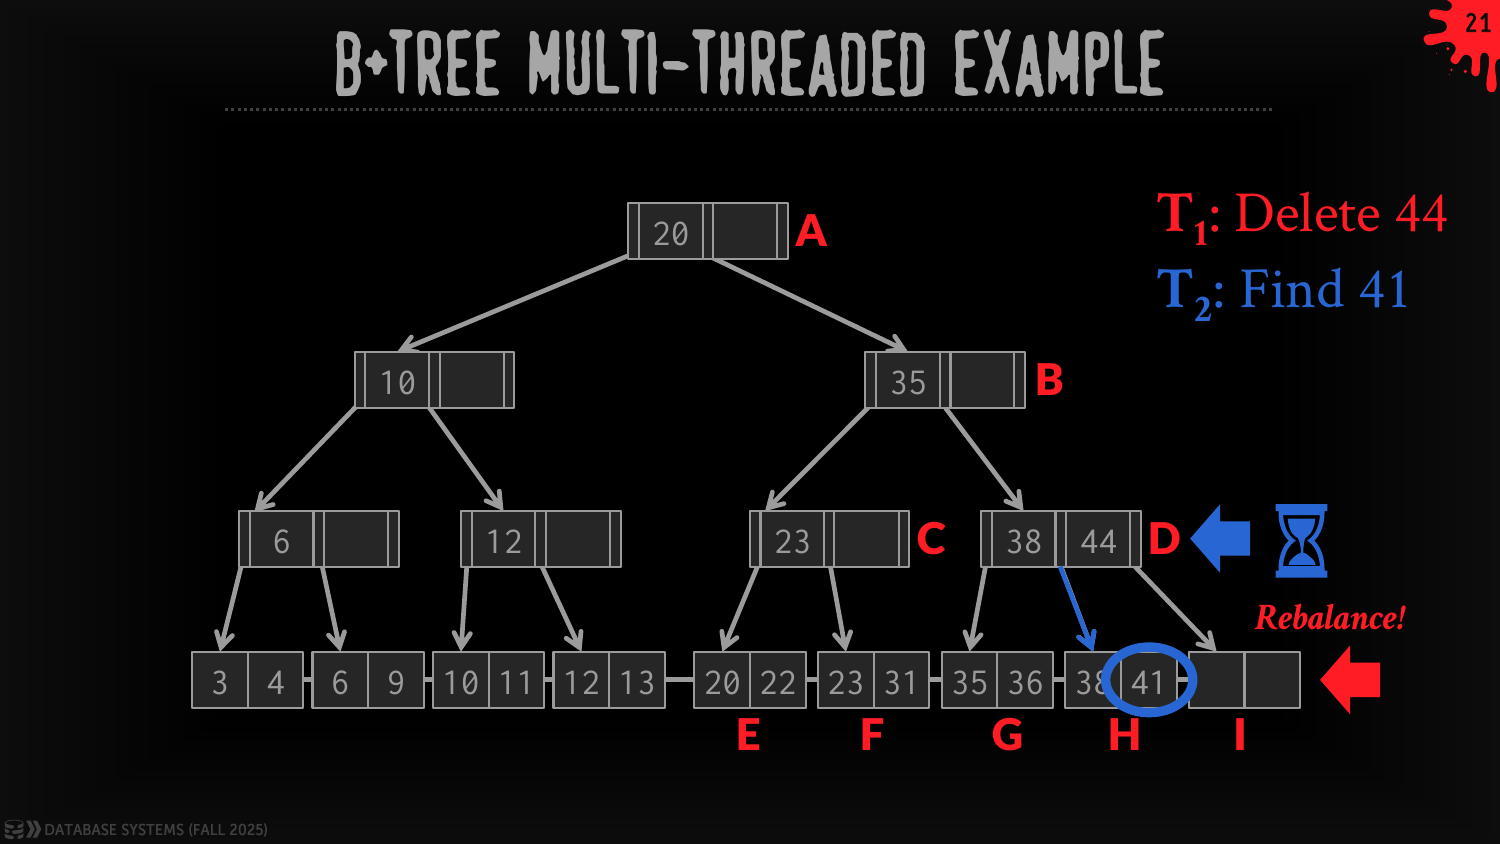 21
B+TREE MULTI-THREADED EXAMPLE
T1: Delete 44
T2: Find 41
20 A
10
35 B
6
12
23 C
38 44 D
Rebalance!
3 4 6 9 10 11 12 13 20 22 23 31 35 36 38 41
E F G H I
DATABASE SYSTEMS (FALL 2025)